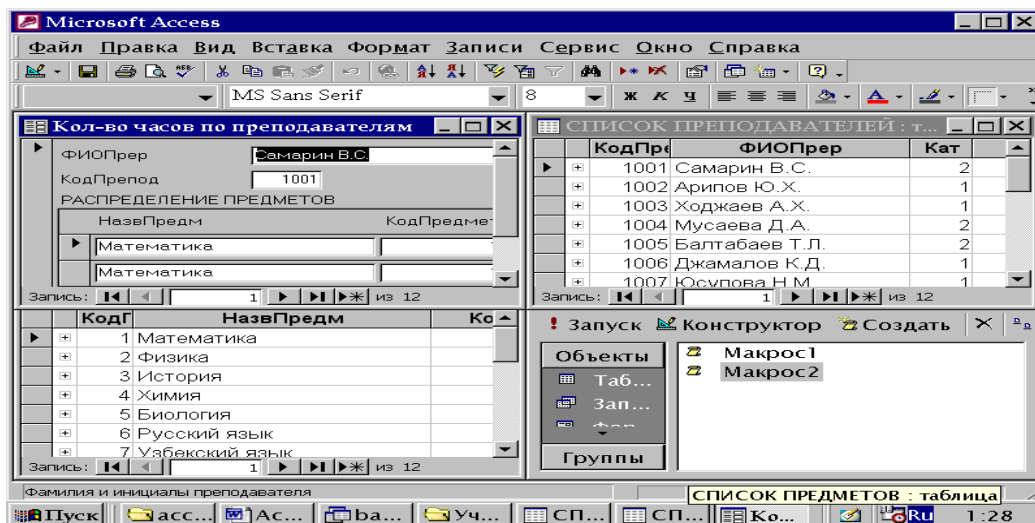 Microsoft Access
Файл Правка Вид Вставка Формат Записи Сервис Окно Справка
MS Sans Serif 8 Ж К Ч
Кол-во часов по преподавателям
ФИОПрер Самарин В.С.
КодПрепод 1001
РАСПРЕДЕЛЕНИЕ ПРЕДМЕТОВ
НазвПредм КодПредме
Математика
Математика
Запись: 1 из 12
СПИСОК ПРЕПОДАВАТЕЛЕЙ : т...
КодПре ФИОПрер Кат
1001 Самарин В.С. 2
1002 Арипов Ю.Х. 1
1003 Ходжаев А.Х. 1
1004 Мусаева Д.А. 2
1005 Балтабаев Т.Л. 2
1006 Джамалов К.Д. 1
1007 Юсупова Н.М. 1
Запись: 1 из 12
КодГ НазвПредм Ко
1 Математика
2 Физика
3 История
4 Химия
5 Биология
6 Русский язык
7 Узбекский язык
Запись: 1 из 12
Запуск Конструктор Создать
Объекты
Таб...
Зап...
Группы
Макрос1
Макрос2
Фамилия и инициалы преподавателя
СПИСОК ПРЕДМЕТОВ : таблица
Пуск acc... Ac... ba... Уч... СП... СП... Ко... Ru 1:28